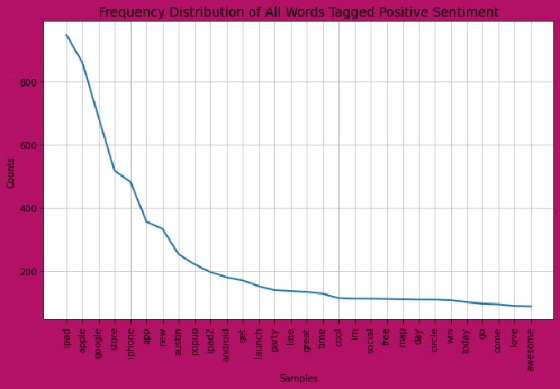 Frequency Distribution of All Words Tagged Positive Sentiment
Counts
800
600
400
200
ipad
apple
google
store
iphone
app
new
austin
popup
ipad2
android
get
launch
party
line
great
time
cool
im
social
free
map
day
circle
win
today
go
come
love
awesome
Samples